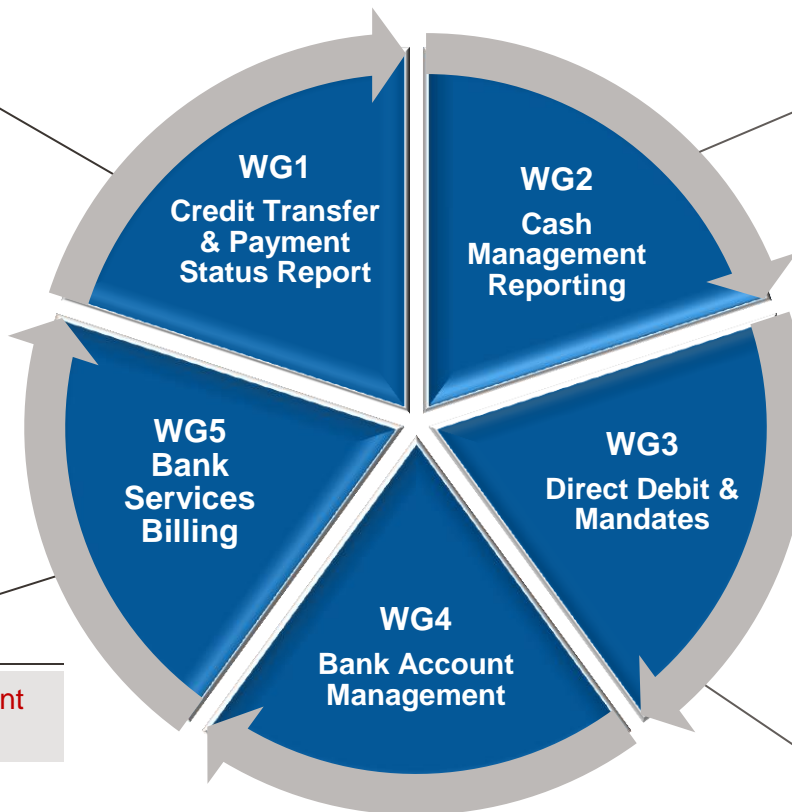 WG1
Credit Transfer
& Payment
Status Report
WG2
Cash
Management
Reporting
WG3
Direct Debit &
Mandates
WG4
Bank Account
Management
WG5
Bank
Services
Billing
nt